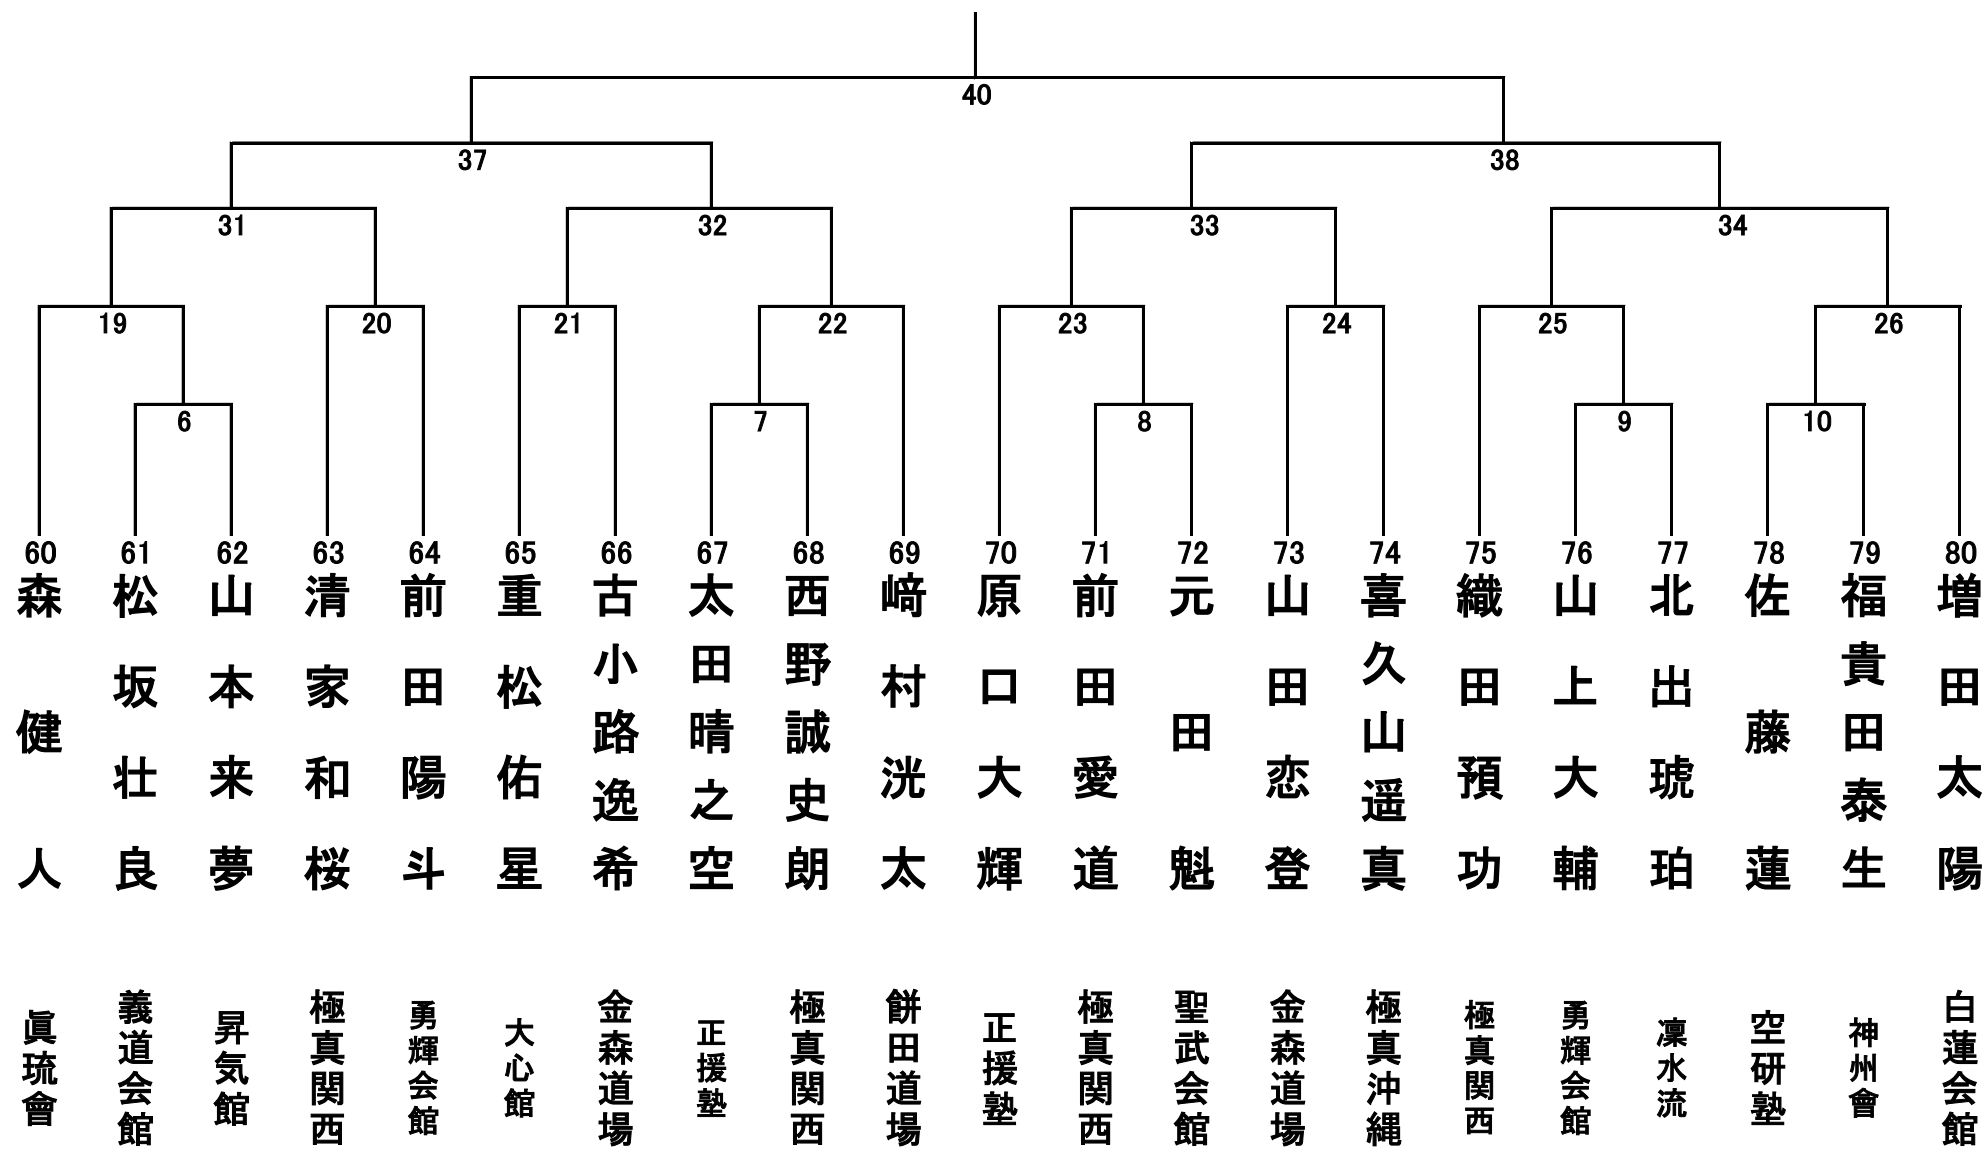 40
37
38
31
32
33
34
19
20
21
22
23
24
25
26
6
7
8
9
10
60
61
62
63
64
65
66
67
68
69
70
71
72
73
74
75
76
77
78
79
80
森健人
松坂壮良
山本来夢
清家和桜
前田陽斗
重松佑星
古小路逸希
太田晴之空
西野誠史朗
﨑村洸太
原口大輝
前田愛道
元田魁
山田恋登
喜久山遥真
織田預功
山上大輔
北出琥珀
佐藤蓮
福貴田泰生
増田太陽
眞琉會
義道会館
昇気館
極真関西
勇輝会館
大心館
金森道場
正援塾
極真関西
餅田道場
正援塾
極真関西
聖武会館
金森道場
極真沖縄
極真関西
勇輝会館
凜水流
空研塾
神州會
白蓮会館